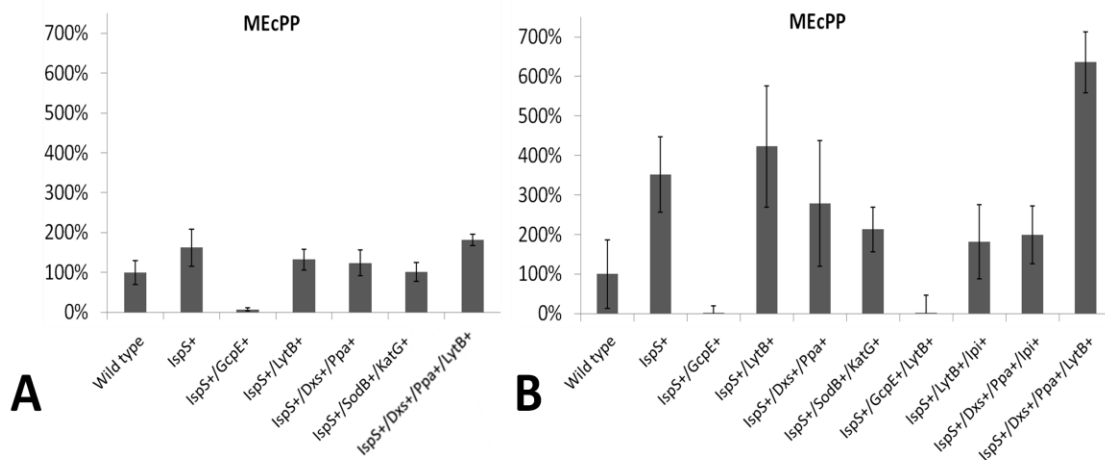 MEcPP
700%
600%
500%
400%
300%
200%
100%
0%
Wild type
IspS+
IspS+/GcpE+
IspS+/LytB+
IspS+/Dxs+/Ppa+
IspS+/SodB+/KatG+
IspS+/Dxs+/Ppa+/LytB+
A
MEcPP
700%
600%
500%
400%
300%
200%
100%
0%
Wild type
IspS+
IspS+/GcpE+
IspS+/LytB+
IspS+/Dxs+/Ppa+
IspS+/SodB+/KatG+
IspS+/GcpE+/LytB+
IspS+/LytB+/Ipi+
IspS+/Dxs+/Ppa+/Ipi+
IspS+/Dxs+/Ppa+/LytB+
B